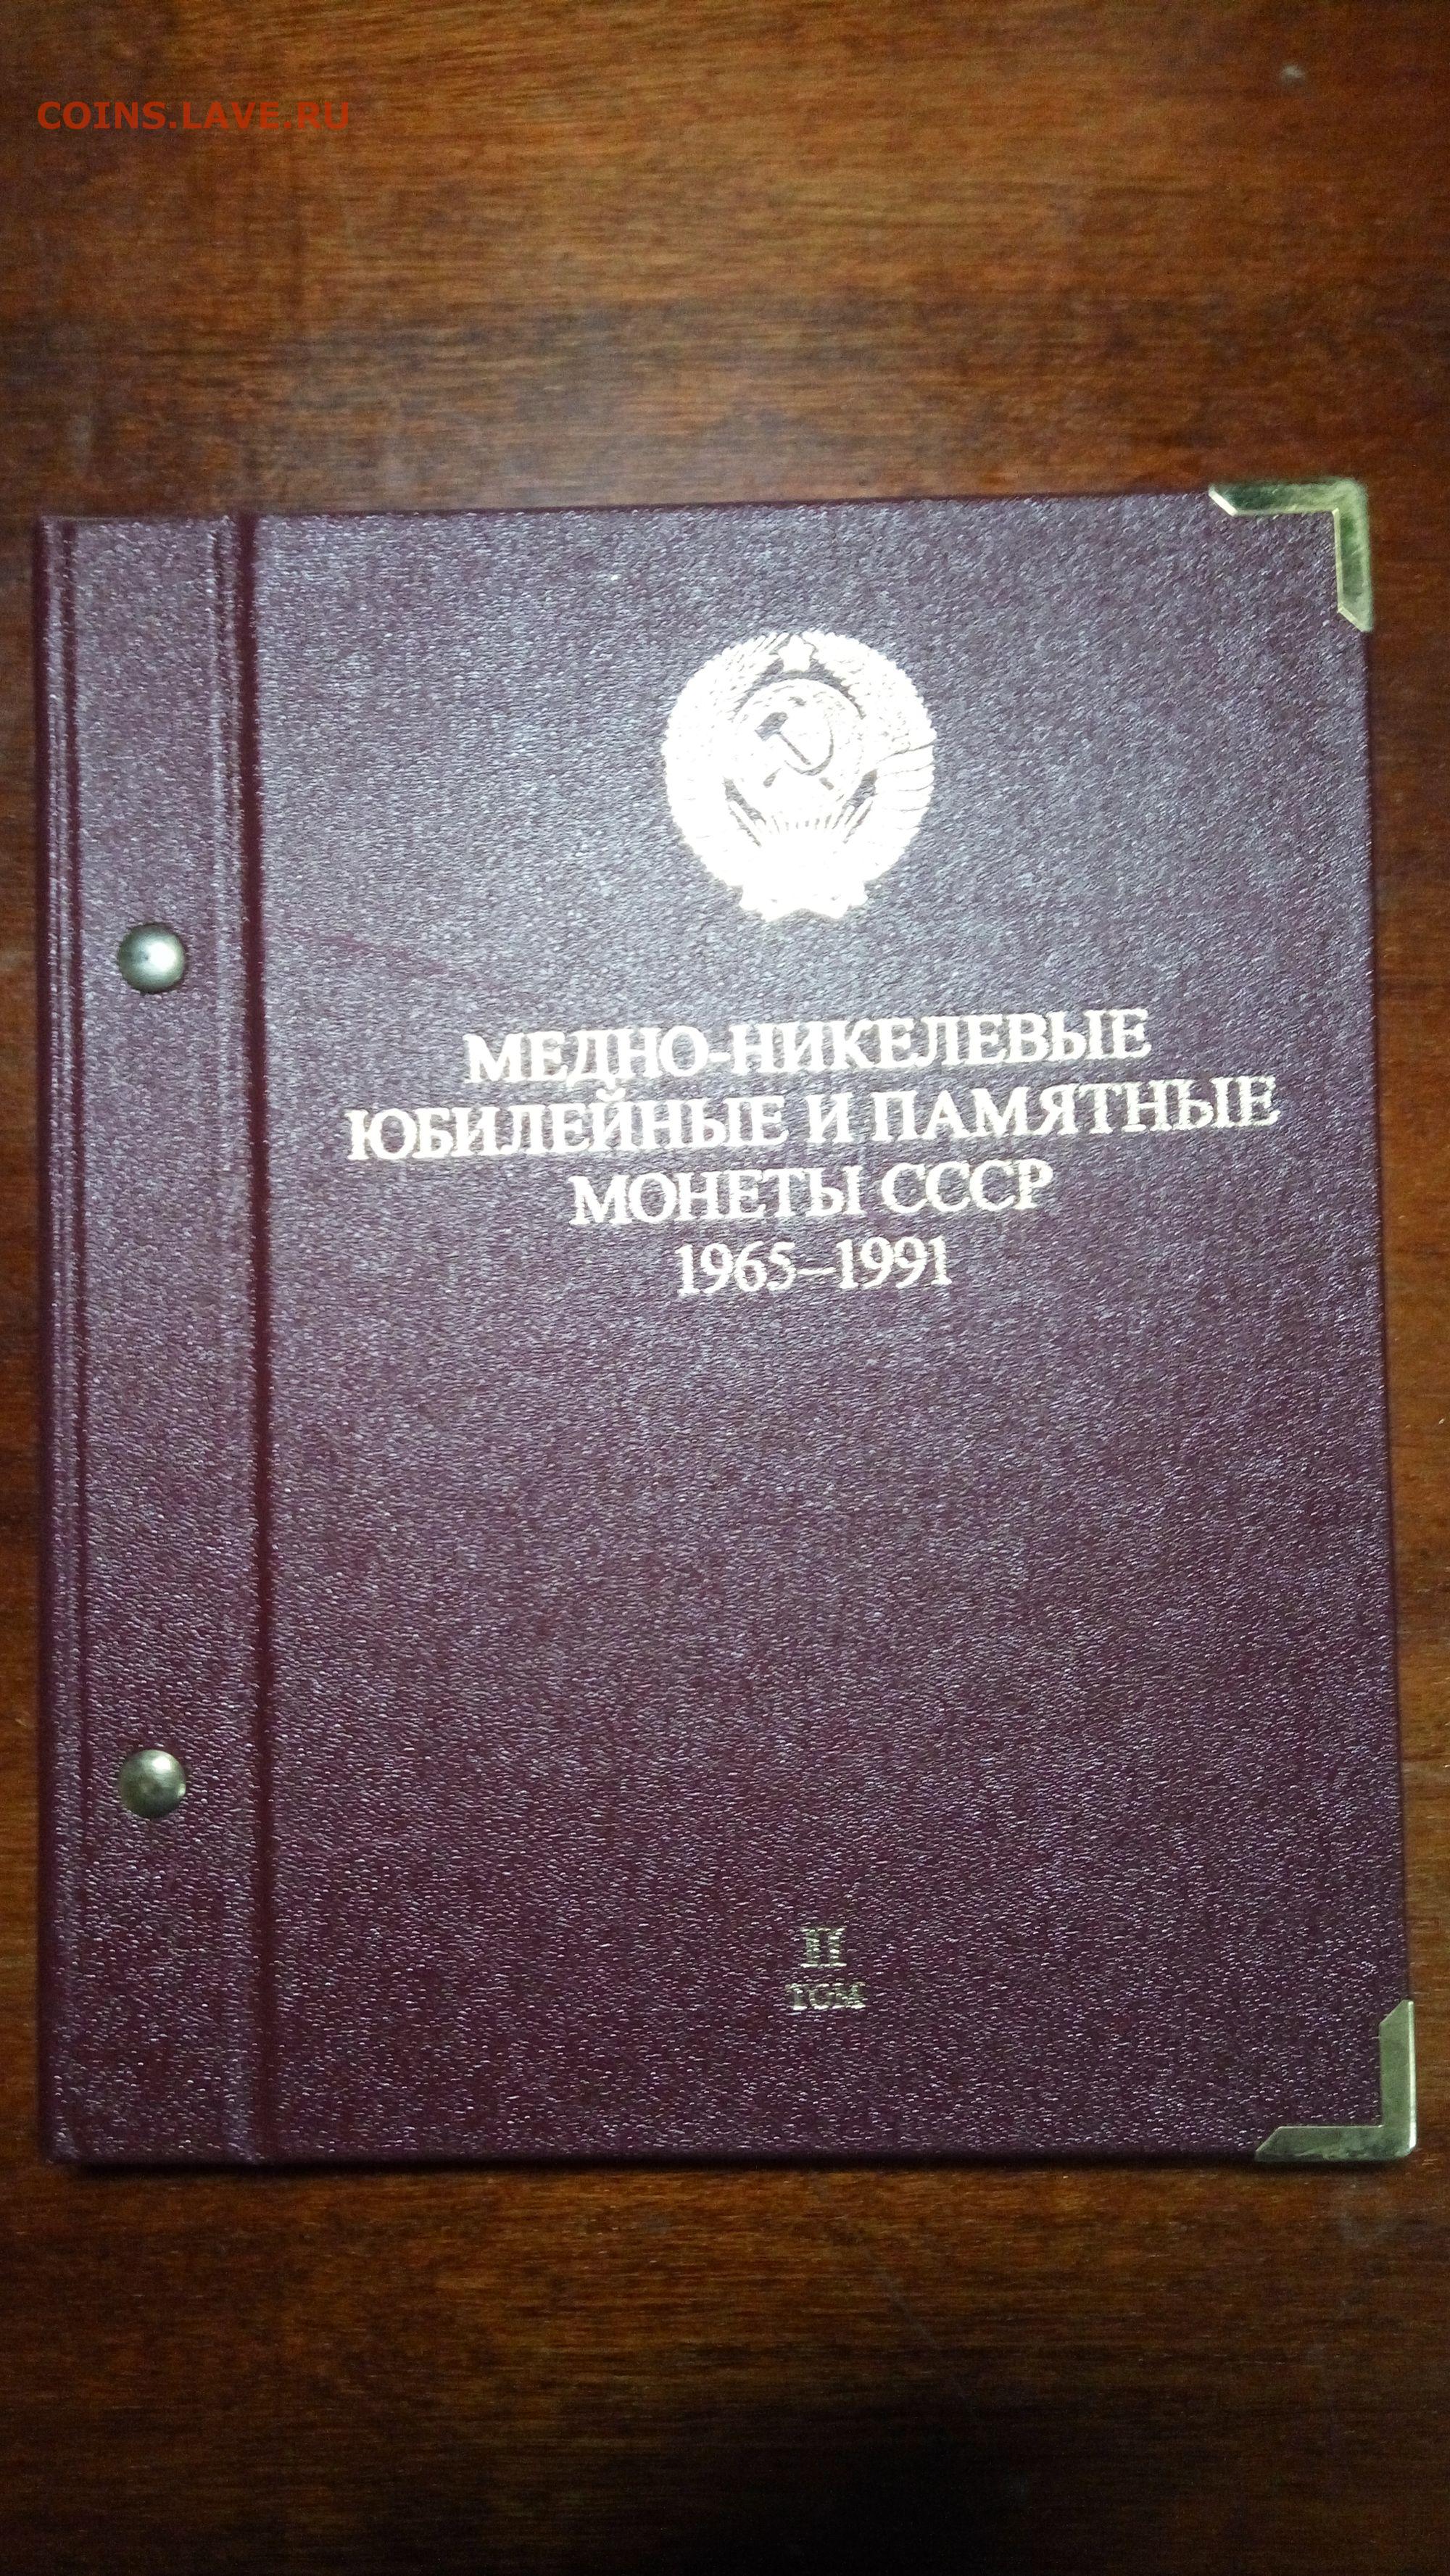 COINS.LAVE.RU
МЕДНО-НИКЕЛЕВЫЕ
ЮБИЛЕЙНЫЕ И ПАМЯТНЫЕ
МОНЕТЫ СССР
1965–1991
II
ТОМ